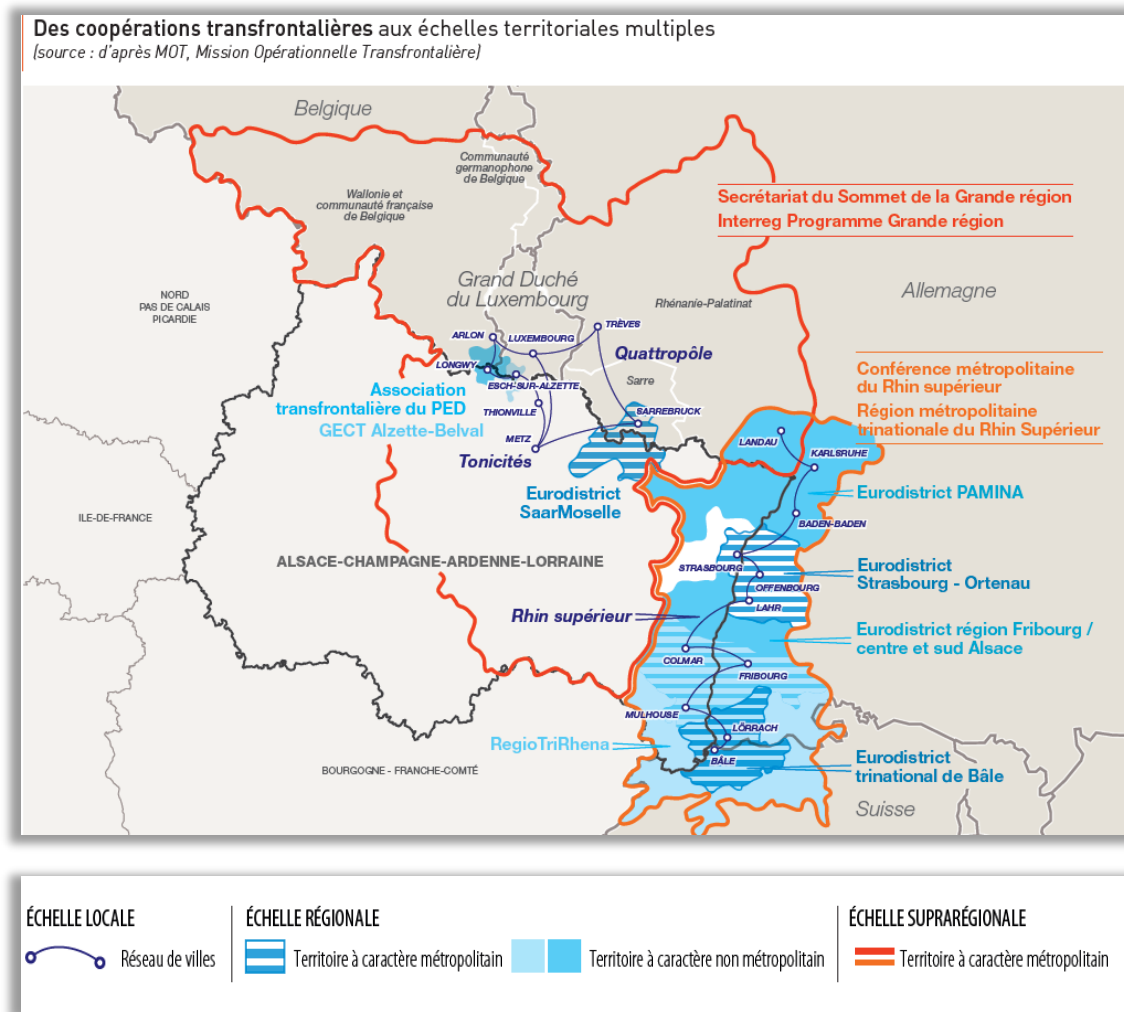 Des coopérations transfrontalières aux échelles territoriales multiples
(source : d'après MOT, Mission Opérationnelle Transfrontalière)
Belgique
Communauté
germanophone
de Belgique
Wallonie et
communauté française
de Belgique
Secrétariat du Sommet de la Grande région
Interreg Programme Grande région
Grand Duché
du Luxembourg
Rhénanie-Palatinat
Allemagne
NORD
PAS DE CALAIS
PICARDIE
ARLON
LUXEMBOURG
TRÈVES
Quattropôle
LONGWY
ESCH-SUR-ALZETTE
Sarre
Conférence métropolitaine
du Rhin supérieur
Région métropolitaine
trinationale du Rhin Supérieur
Association
transfrontalière du PED
GECT Alzette-Belval
THIONVILLE
SARREBRUCK
METZ
Tonicités
LANDAU
KARLSRUHE
Eurodistrict
SaarMoselle
Eurodistrict PAMINA
ILE-DE-FRANCE
BADEN-BADEN
ALSACE-CHAMPAGNE-ARDENNE-LORRAINE
STRASBOURG
Eurodistrict
Strasbourg - Ortenau
OFFENBOURG
LAHR
Rhin supérieur
Eurodistrict région Fribourg /
centre et sud Alsace
COLMAR
FRIBOURG
MULHOUSE
LÖRRACH
RegioTriRhena
BÂLE
BOURGOGNE - FRANCHE-COMTÉ
Eurodistrict
trinational de Bâle
Suisse
ÉCHELLE LOCALE
Réseau de villes
ÉCHELLE RÉGIONALE
Territoire à caractère métropolitain
Territoire à caractère non métropolitain
ÉCHELLE SUPRARÉGIONALE
Territoire à caractère métropolitain